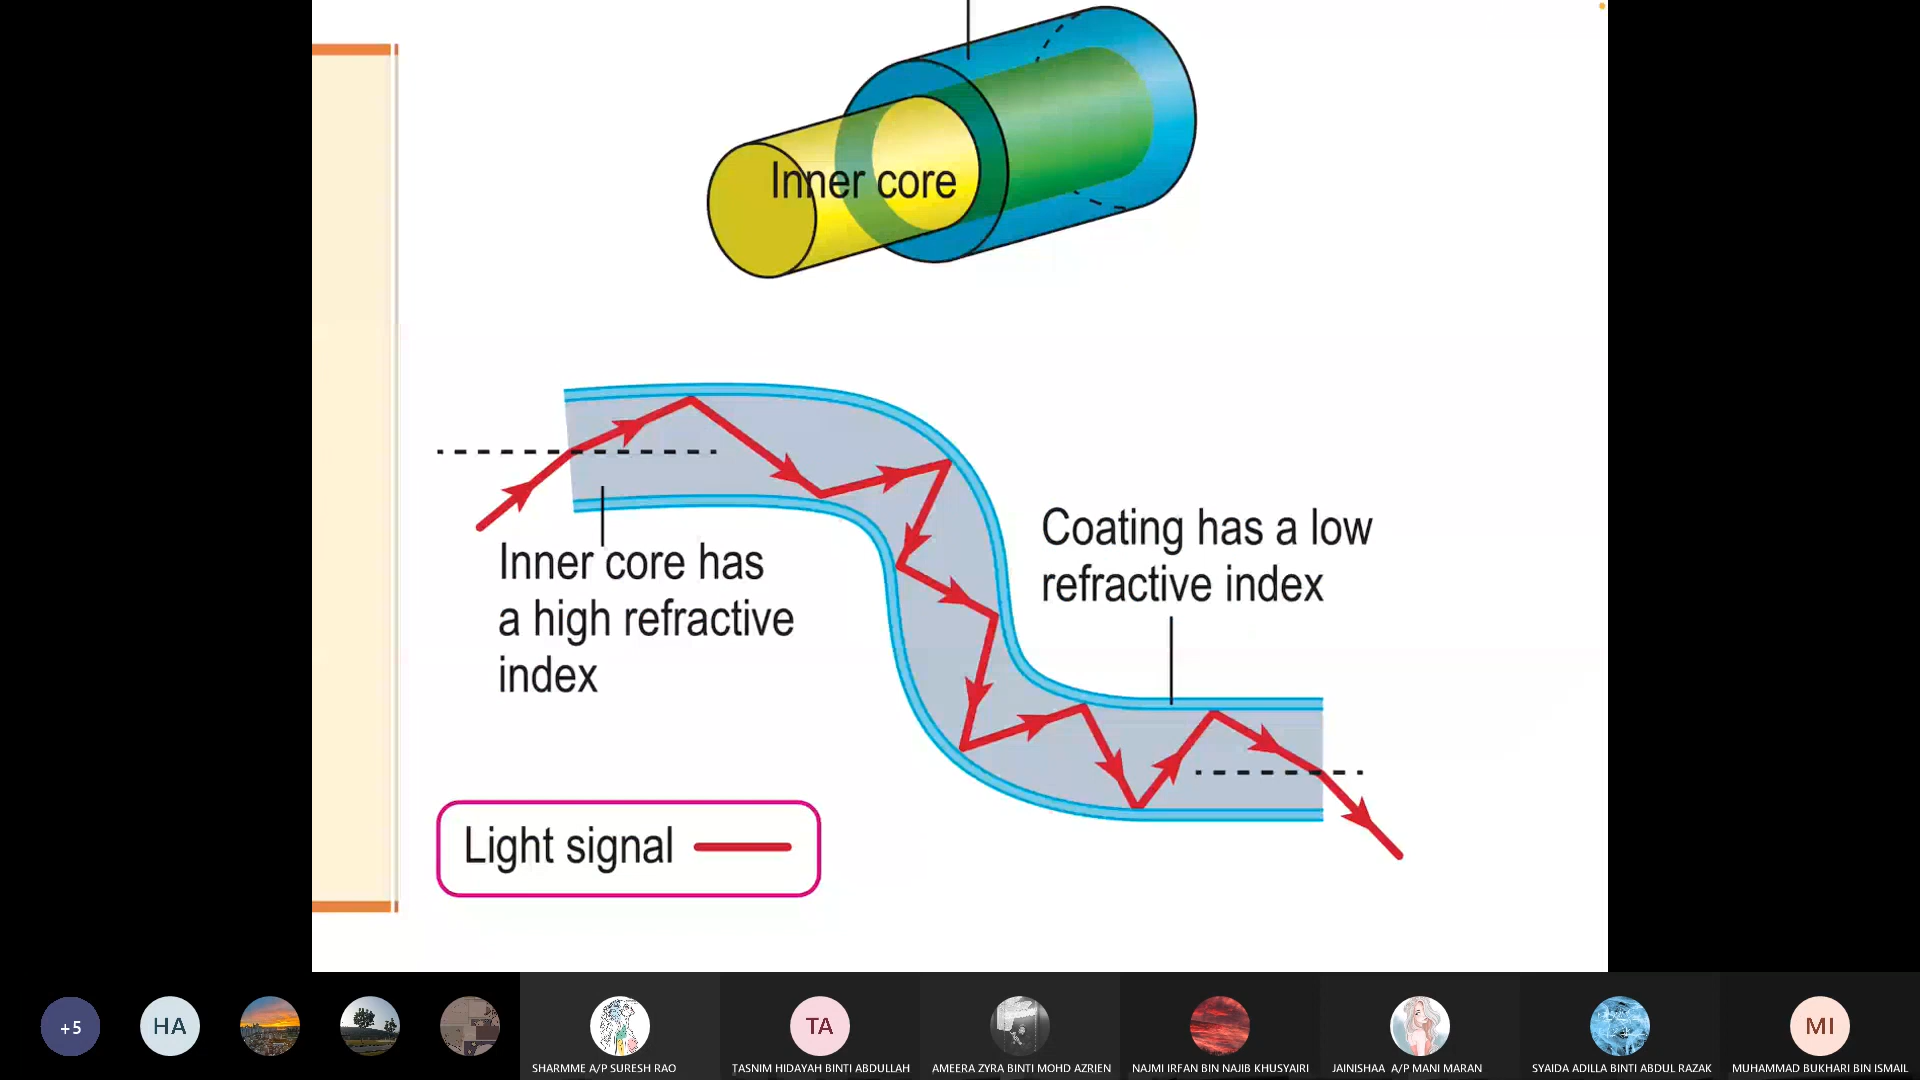 Inner core
Coating has a low
refractive index
Inner core has
a high refractive
index
Light signal
+5
HA
TA
MI
SHARMME A/P SURESH RAO
TASNIM HIDAYAH BINTI ABDULLAH
AMEERA ZYRA BINTI MOHD AZRIEN
NAJMI IRFAN BIN NAJIB KHUSYAIRI
JAINISHAA A/P MANI MARAN
SYAIDA ADILLA BINTI ABDUL RAZAK
MUHAMMAD BUKHARI BIN ISMAIL